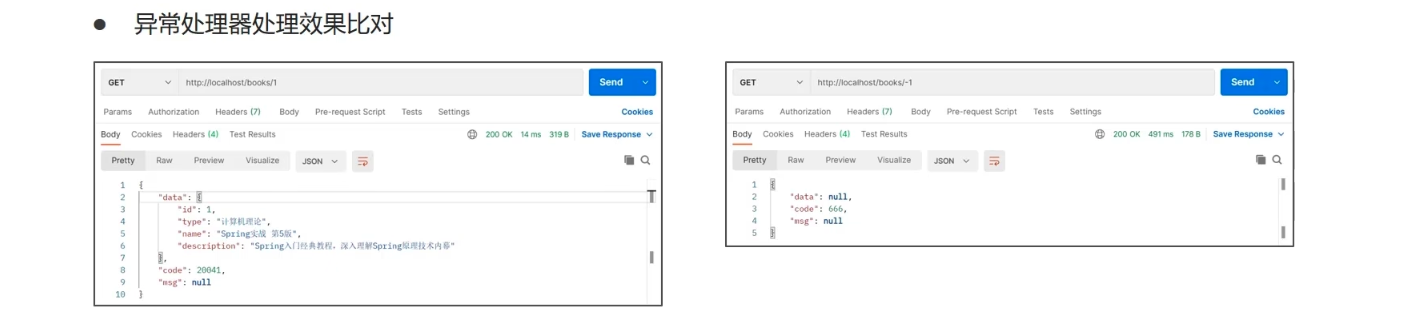 ● 异常处理器处理效果比对
GET http://localhost/books/1 Send
Params Authorization Headers (7) Body Pre-request Script Tests Settings Cookies
Body Cookies Headers (4) Test Results 200 OK 14 ms 319 B Save Response
Pretty Raw Preview Visualize JSON
1 {
2 "data": {
3 "id": 1,
4 "type": "计算机理论",
5 "name": "Spring实战 第5版",
6 "description": "Spring入门经典教程，深入理解Spring原理技术内幕"
7 },
8 "code": 20041,
9 "msg": null
10 }
GET http://localhost/books/-1 Send
Params Authorization Headers (7) Body Pre-request Script Tests Settings Cookies
Body Cookies Headers (4) Test Results 200 OK 491 ms 178 B Save Response
Pretty Raw Preview Visualize JSON
1 {
2 "data": null,
3 "code": 666,
4 "msg": null
5 }